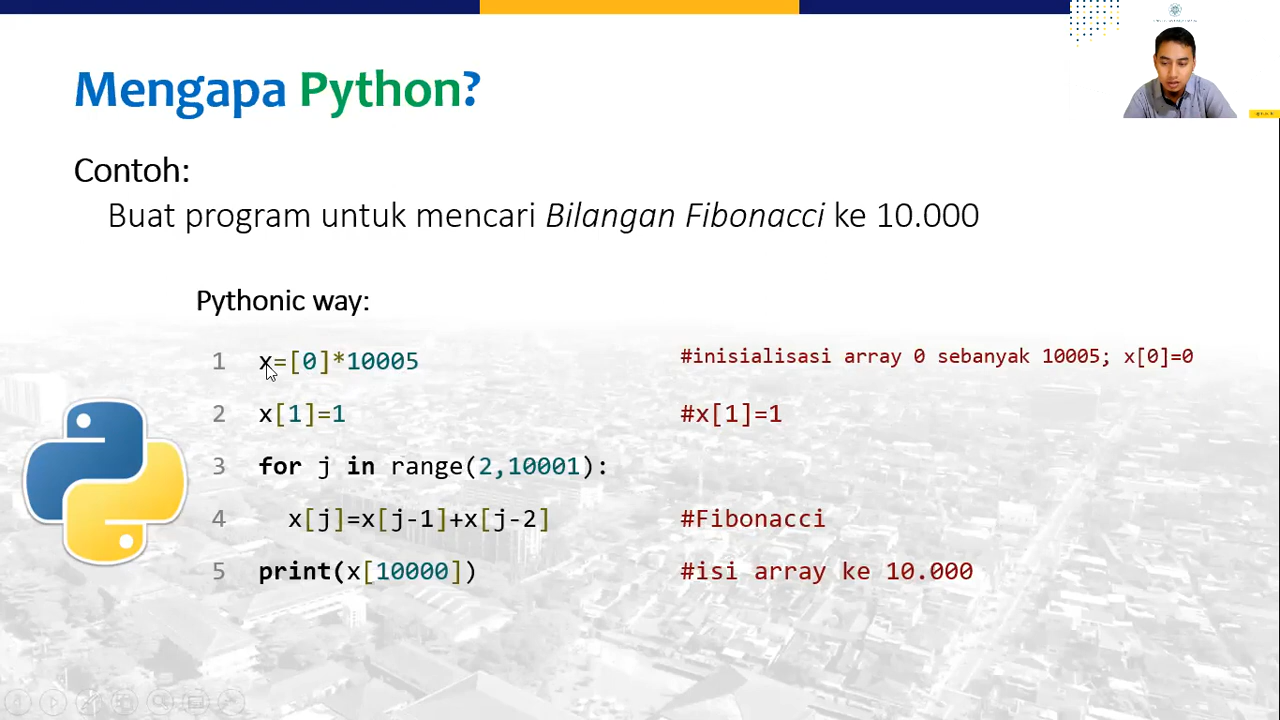 Mengapa Python?
Contoh:
Buat program untuk mencari Bilangan Fibonacci ke 10.000
Pythonic way:
1 x=[0]*10005 #inisialisasi array 0 sebanyak 10005; x[0]=0
2 x[1]=1 #x[1]=1
3 for j in range(2,10001):
4 x[j]=x[j-1]+x[j-2] #Fibonacci
5 print(x[10000]) #isi array ke 10.000